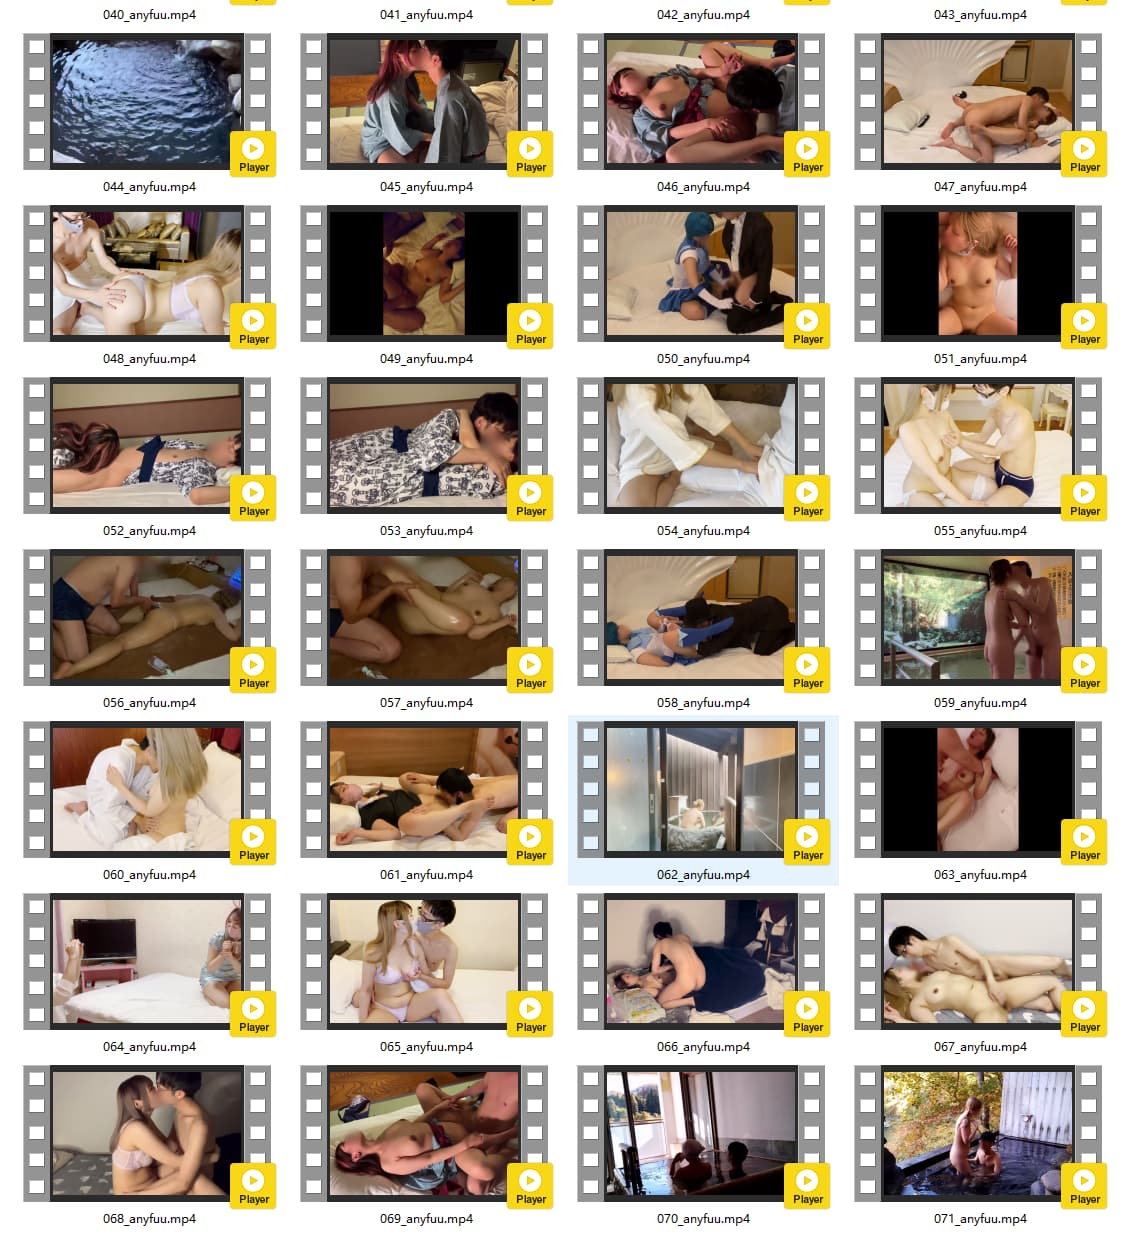 040_anyfuu.mp4 041_anyfuu.mp4 042_anyfuu.mp4 043_anyfuu.mp4
Player Player Player Player
044_anyfuu.mp4 045_anyfuu.mp4 046_anyfuu.mp4 047_anyfuu.mp4
Player Player Player Player
048_anyfuu.mp4 049_anyfuu.mp4 050_anyfuu.mp4 051_anyfuu.mp4
Player Player Player Player
052_anyfuu.mp4 053_anyfuu.mp4 054_anyfuu.mp4 055_anyfuu.mp4
Player Player Player Player
056_anyfuu.mp4 057_anyfuu.mp4 058_anyfuu.mp4 059_anyfuu.mp4
Player Player Player Player
060_anyfuu.mp4 061_anyfuu.mp4 062_anyfuu.mp4 063_anyfuu.mp4
Player Player Player Player
064_anyfuu.mp4 065_anyfuu.mp4 066_anyfuu.mp4 067_anyfuu.mp4
Player Player Player Player
068_anyfuu.mp4 069_anyfuu.mp4 070_anyfuu.mp4 071_anyfuu.mp4